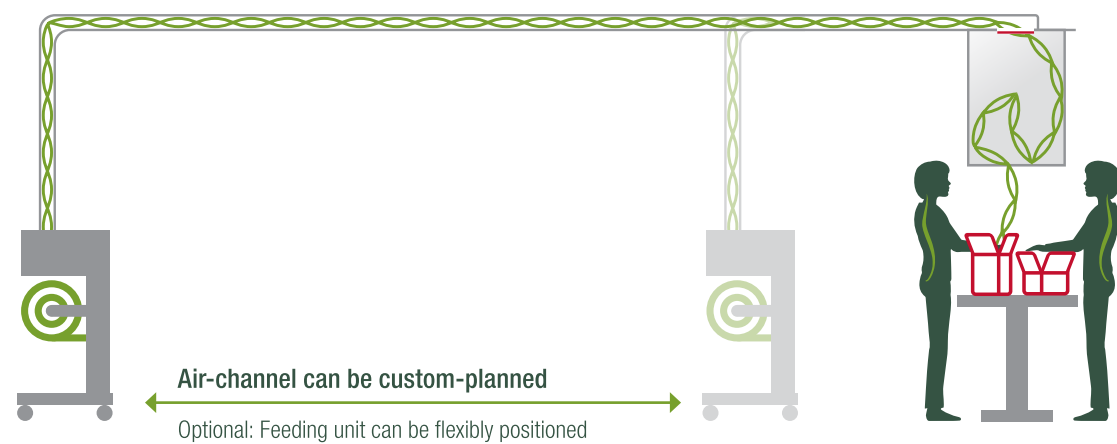 Air-channel can be custom-planned
Optional: Feeding unit can be flexibly positioned